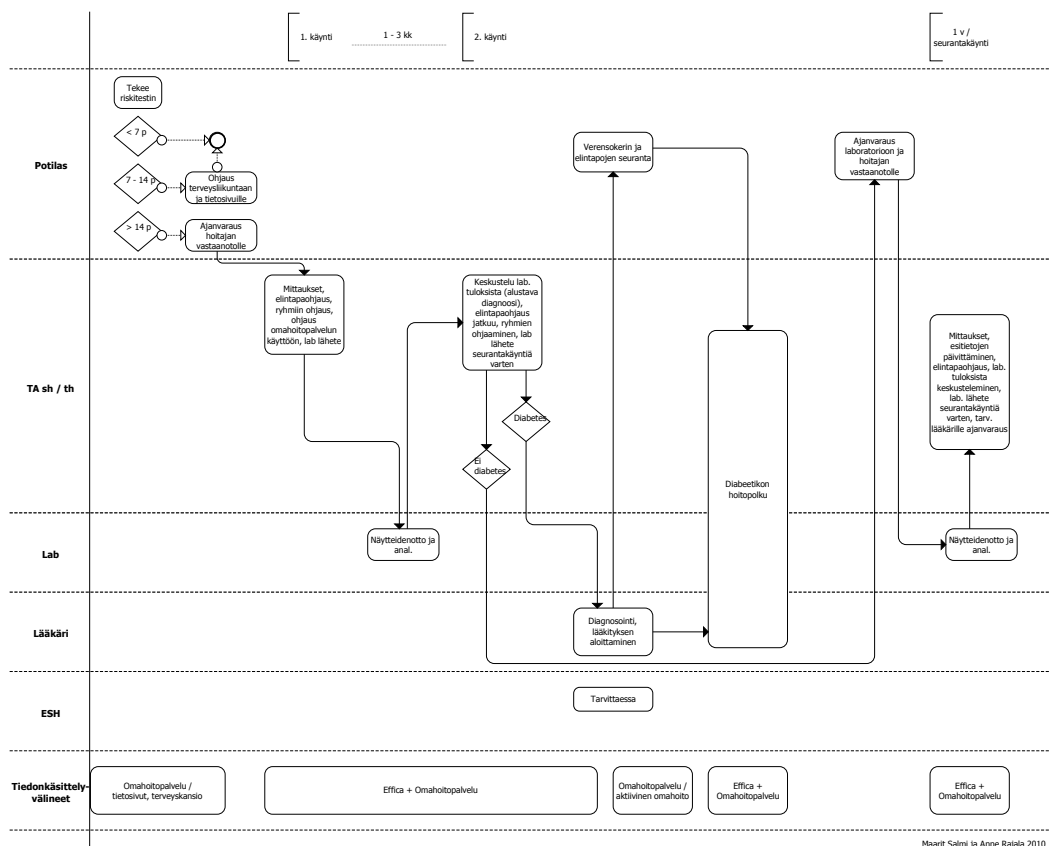 1. käynti
1 - 3 kk
2. käynti
1 v /
seurantakäynti
Potilas
Tekee
riskitestin
< 7 p
7 - 14 p
Ohjaus
terveysliikuntaan
ja tietosivuille
> 14 p
Ajanvaraus
hoitajan
vastaanotolle
Verensokerin ja
elintapojen seuranta
Ajanvaraus
laboratorioon ja
hoitajan
vastaanotolle
TA sh / th
Mittaukset,
elintapaohjaus,
ryhmiin ohjaus,
ohjaus
omahoitopalvelun
käyttöön, lab lähete
Keskustelu lab.
tuloksista (alustava
diagnoosi),
elintapaohjaus
jatkuu, ryhmien
ohjaaminen, lab
lähete
seurantakäyntiä
varten
Diabetes
Ei
diabetes
Diabeetikon
hoitopolku
Mittaukset,
esitietojen
päivittäminen,
elintapaohjaus, lab.
tuloksista
keskusteleminen,
lab. lähete
seurantakäyntiä
varten, tarv.
lääkärille ajanvaraus
Lab
Näytteidenotto ja
anal.
Näytteidenotto ja
anal.
Lääkäri
Diagnosointi,
lääkityksen
aloittaminen
ESH
Tarvittaessa
Tiedonkäsittely-
välineet
Omahoitopalvelu /
tietosivut, terveyskansio
Effica + Omahoitopalvelu
Omahoitopalvelu /
aktiivinen omahoito
Effica +
Omahoitopalvelu
Effica +
Omahoitopalvelu
Maarit Salmi ja Anne Rajala 2010